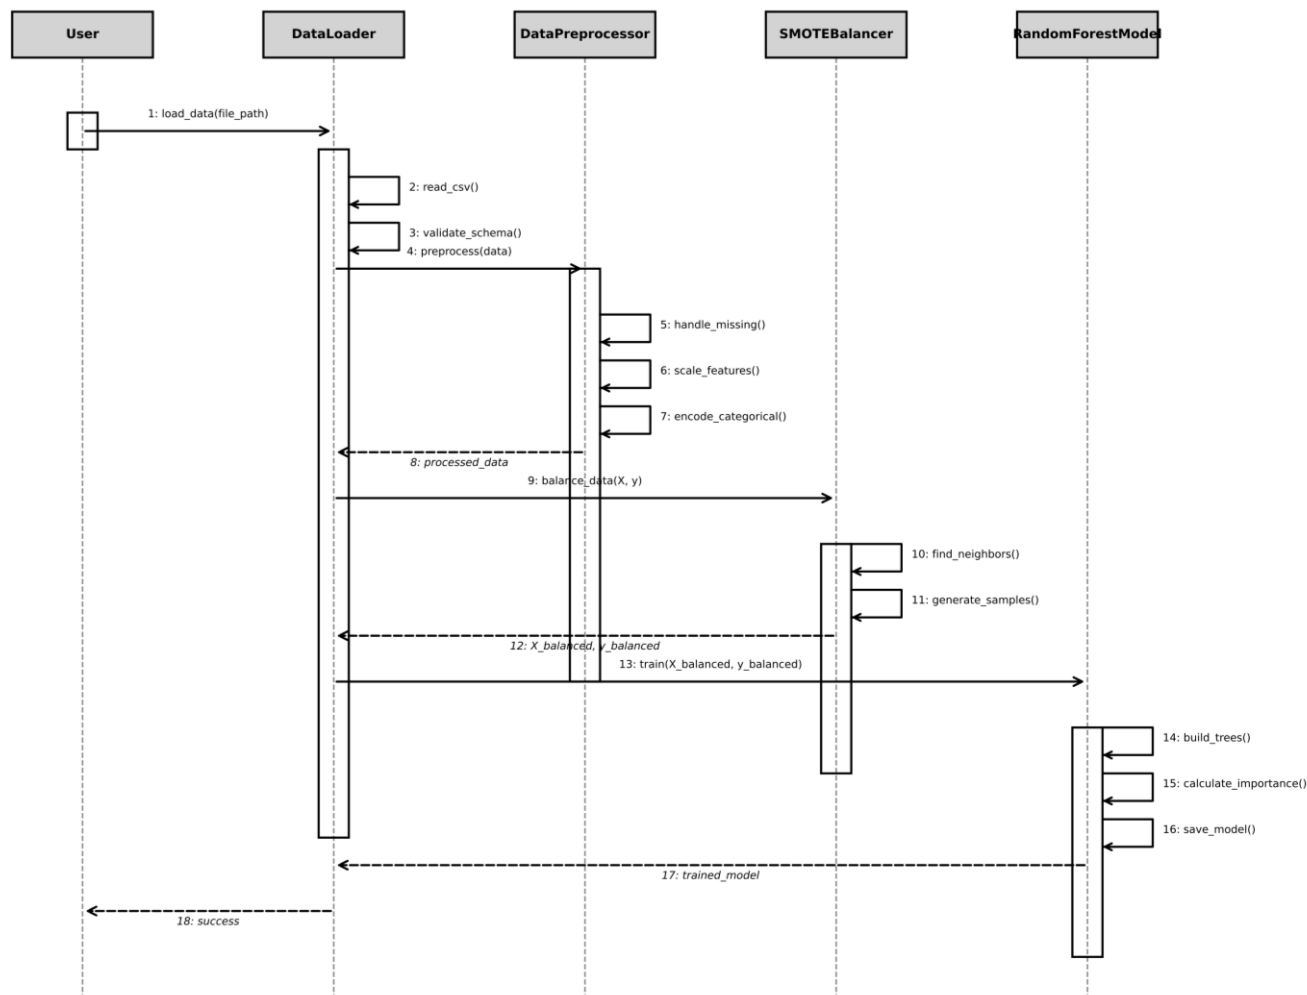 User
DataLoader
DataPreprocessor
SMOTEBalancer
RandomForestModel
1: load_data(file_path)
2: read_csv()
3: validate_schema()
4: preprocess(data)
5: handle_missing()
6: scale_features()
7: encode_categorical()
8: processed_data
9: balance_data(X, y)
10: find_neighbors()
11: generate_samples()
12: X_balanced, y_balanced
13: train(X_balanced, y_balanced)
14: build_trees()
15: calculate_importance()
16: save_model()
17: trained_model
18: success